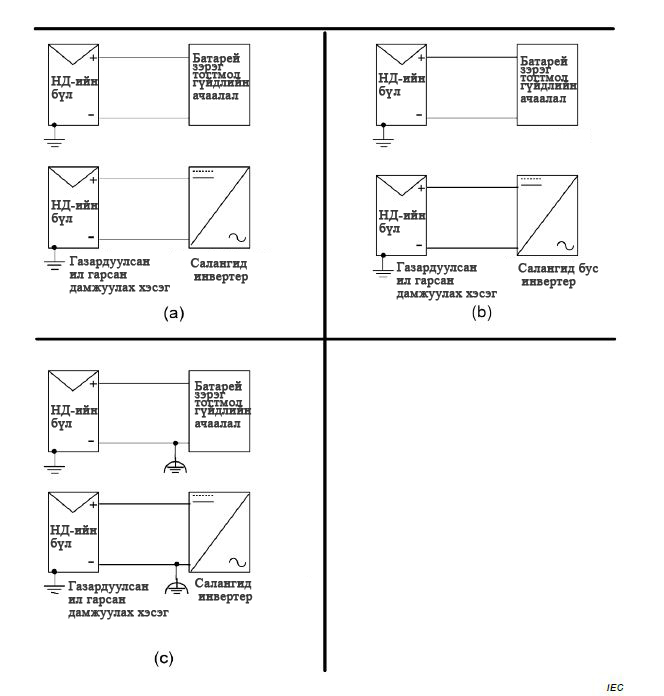 НД-ийн
бүл
+
-
Батарей
зэрэг
тогтмол
гүйдлийн
ачаалал
НД-ийн
бүл
+
-
Газардуулсан
ил гарсан
дамжуулах хэсэг
Салангид
инвертер
(a)
НД-ийн
бүл
+
-
Батарей
зэрэг
тогтмол
гүйдлийн
ачаалал
НД-ийн
бүл
+
-
Газардуулсан
ил гарсан
дамжуулах хэсэг
Салангид бус
инвертер
(b)
НД-ийн
бүл
+
-
Батарей
зэрэг
тогтмол
гүйдлийн
ачаалал
НД-ийн
бүл
+
-
Газардуулсан
ил гарсан
дамжуулах хэсэг
Салангид
инвертер
(c)
IEC